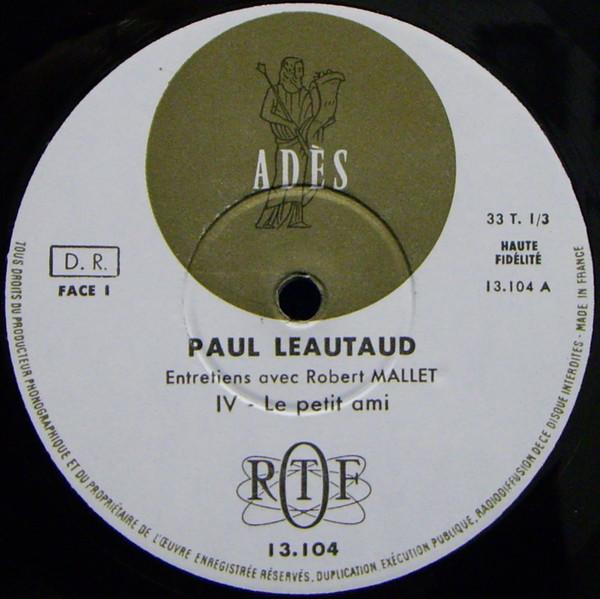 ADÈS
33 T. 1/3
HAUTE
FIDÉLITÉ
13.104 A
D. R.
FACE 1
PAUL LEAUTAUD
Entretiens avec Robert MALLET
IV - Le petit ami
RTF
13.104
TOUS DROITS DU PRODUCTEUR PHONOGRAPHIQUE ET DU PROPRIÉTAIRE DE L'ŒUVRE ENREGISTRÉE RÉSERVÉS, DUPLICATION, EXÉCUTION PUBLIQUE, RADIODIFFUSION DE CE DISQUE INTERDITES - MADE IN FRANCE